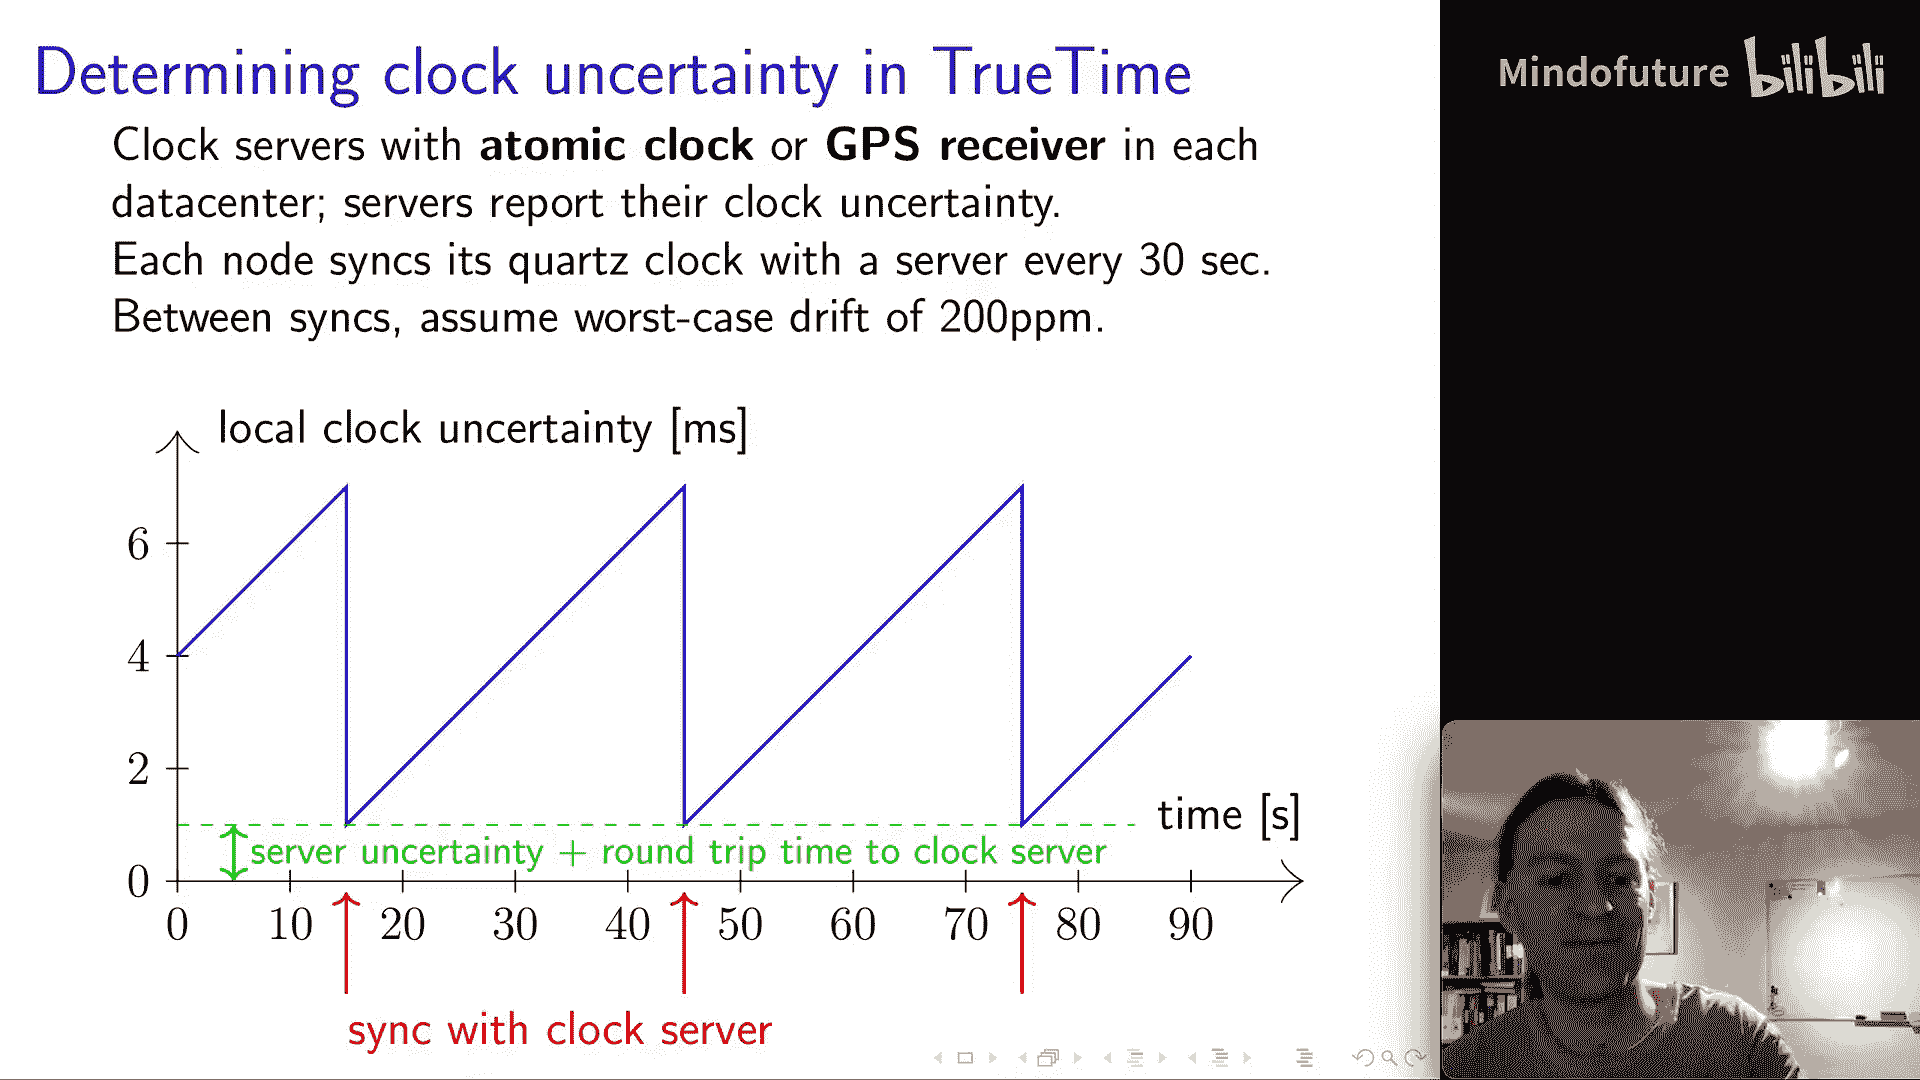 Determining clock uncertainty in TrueTime
Mindofuture bilibili
Clock servers with atomic clock or GPS receiver in each
datacenter; servers report their clock uncertainty.
Each node syncs its quartz clock with a server every 30 sec.
Between syncs, assume worst-case drift of 200ppm.
local clock uncertainty [ms]
6
4
2
time [s]
server uncertainty + round trip time to clock server
0
0 10 20 30 40 50 60 70 80 90
sync with clock server